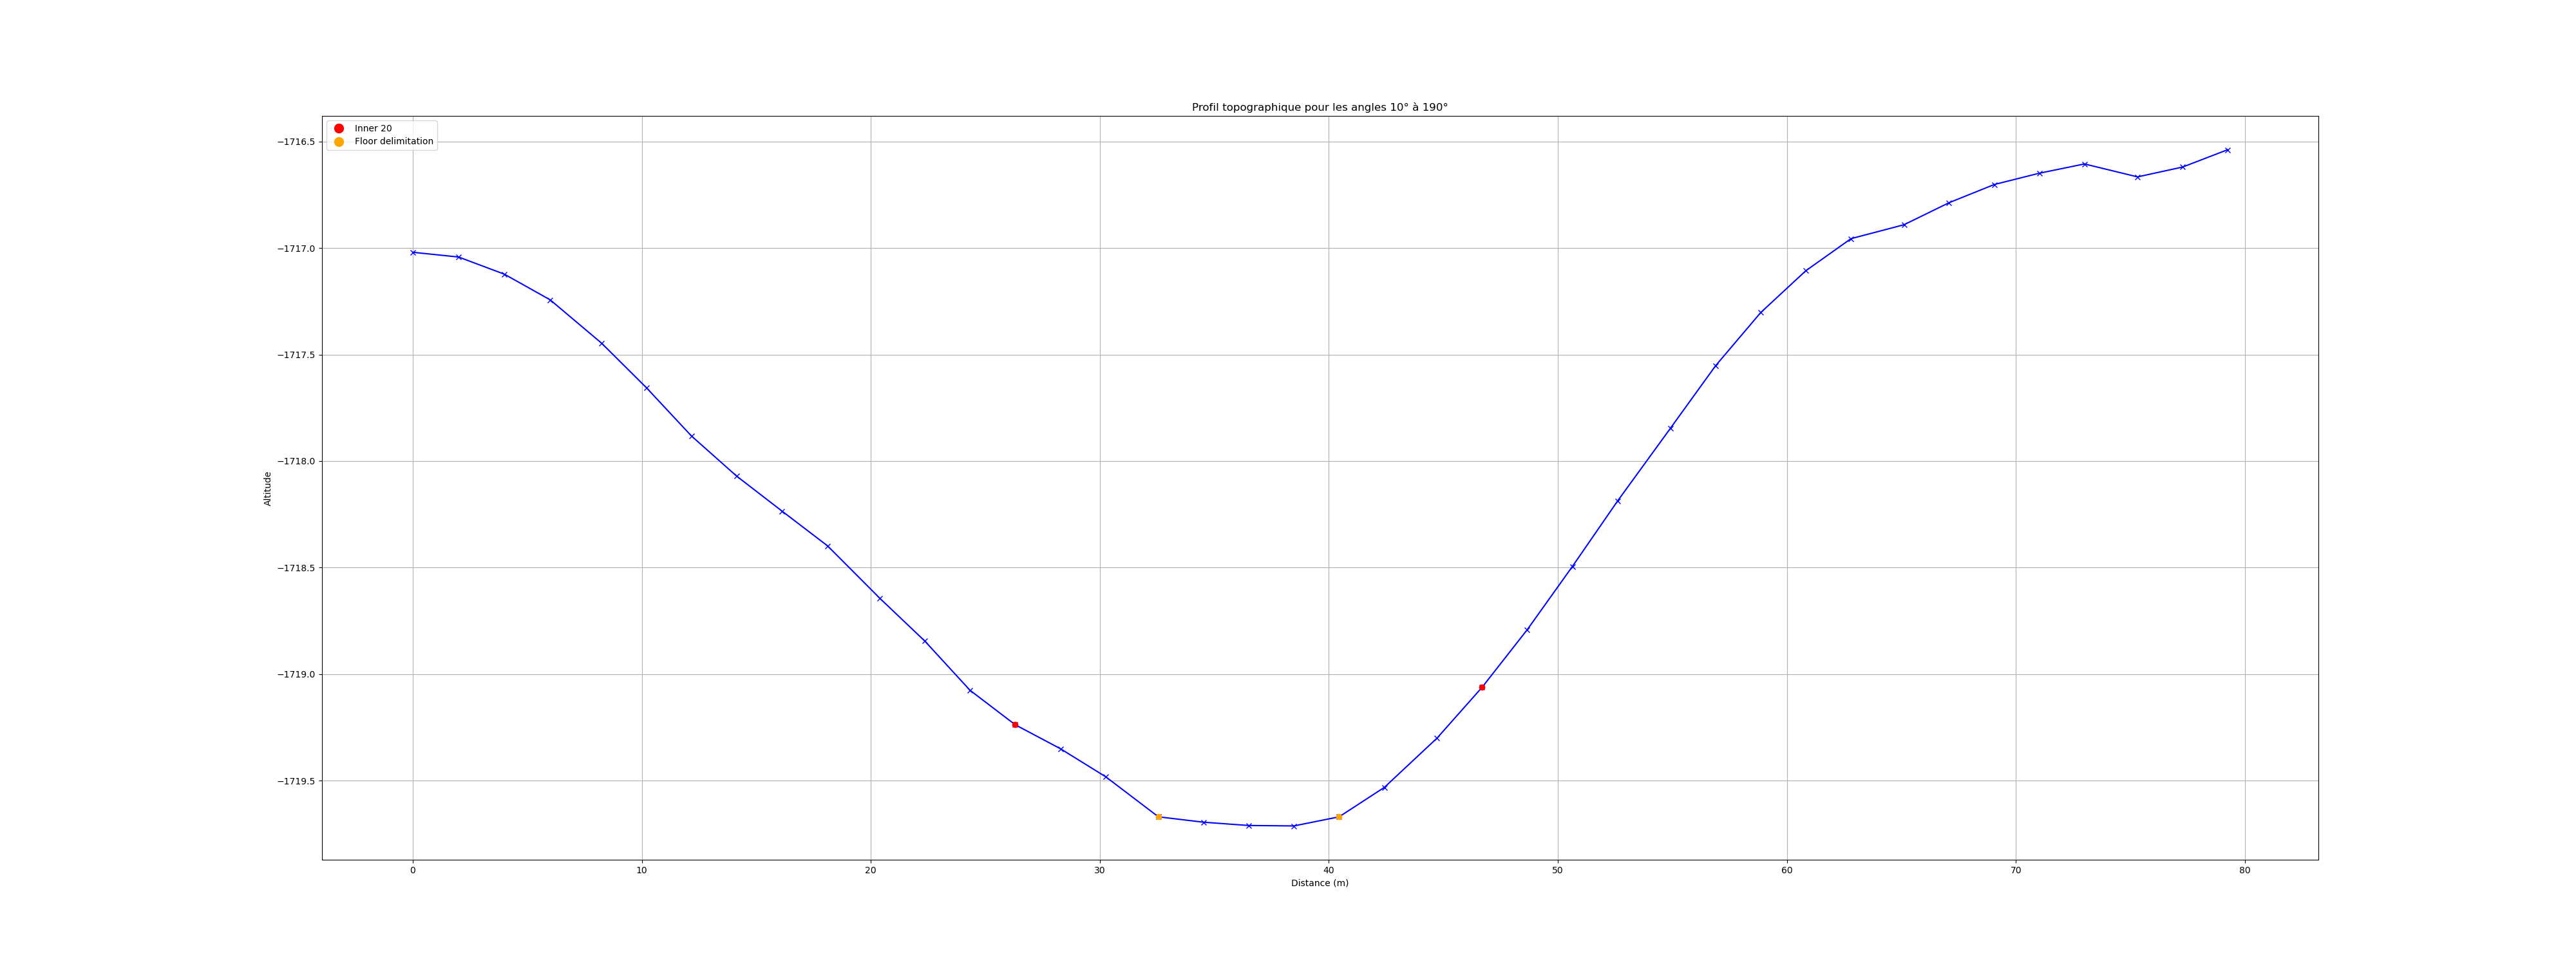 Profil topographique pour les angles 10° à 190°
Inner 20
Floor delimitation
−1716.5
−1717.0
−1717.5
−1718.0
−1718.5
−1719.0
−1719.5
Altitude
0 10 20 30 40 50 60 70 80
Distance (m)